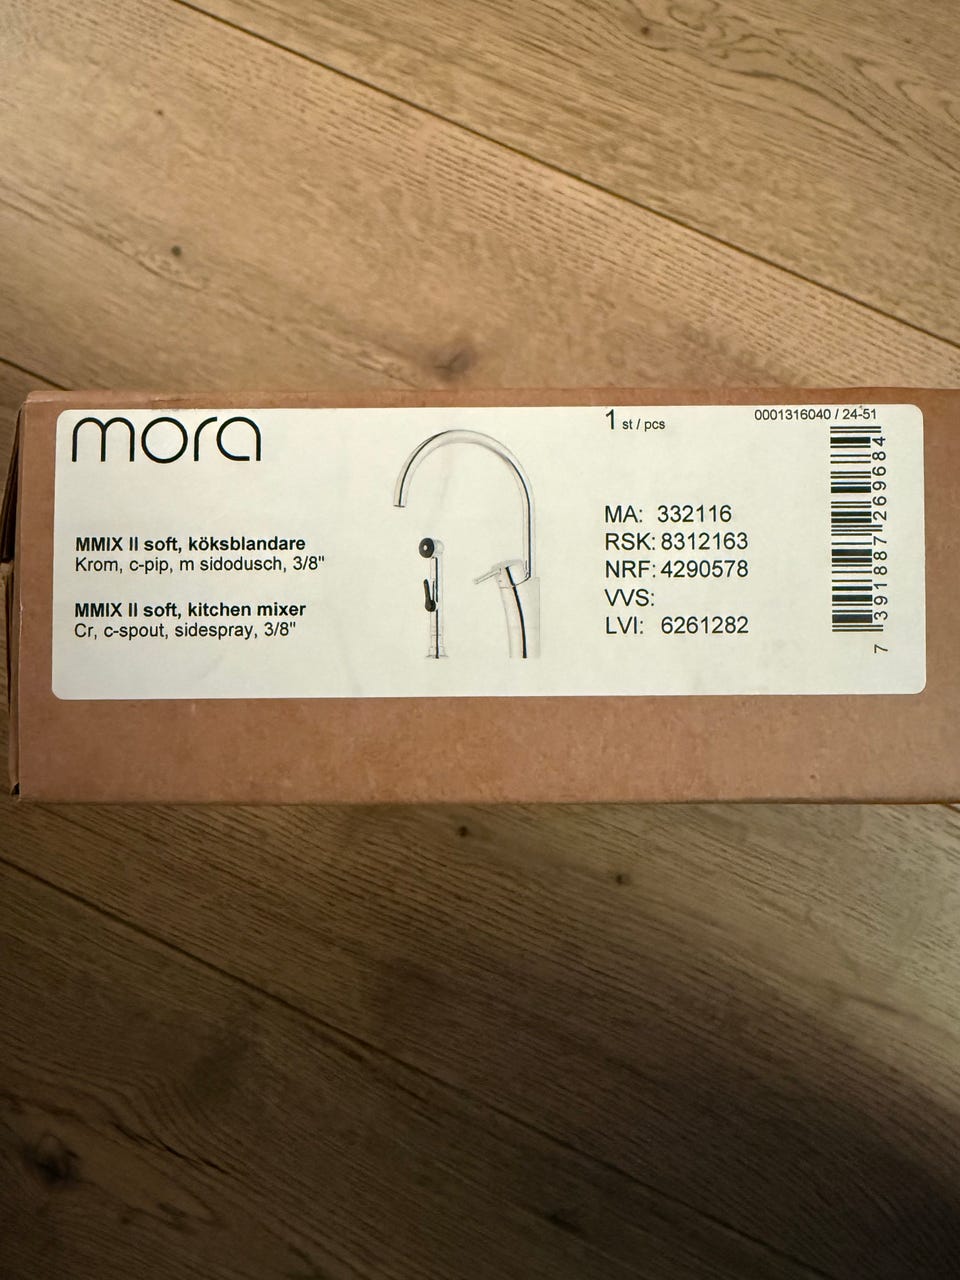 mora
MMIX II soft, köksblandare
Krom, c-pip, m sidodusch, 3/8"
MMIX II soft, kitchen mixer
Cr, c-spout, sidespray, 3/8"
1 st / pcs
0001316040 / 24-51
MA: 332116
RSK: 8312163
NRF: 4290578
VVS:
LVI: 6261282
7 391887 269684